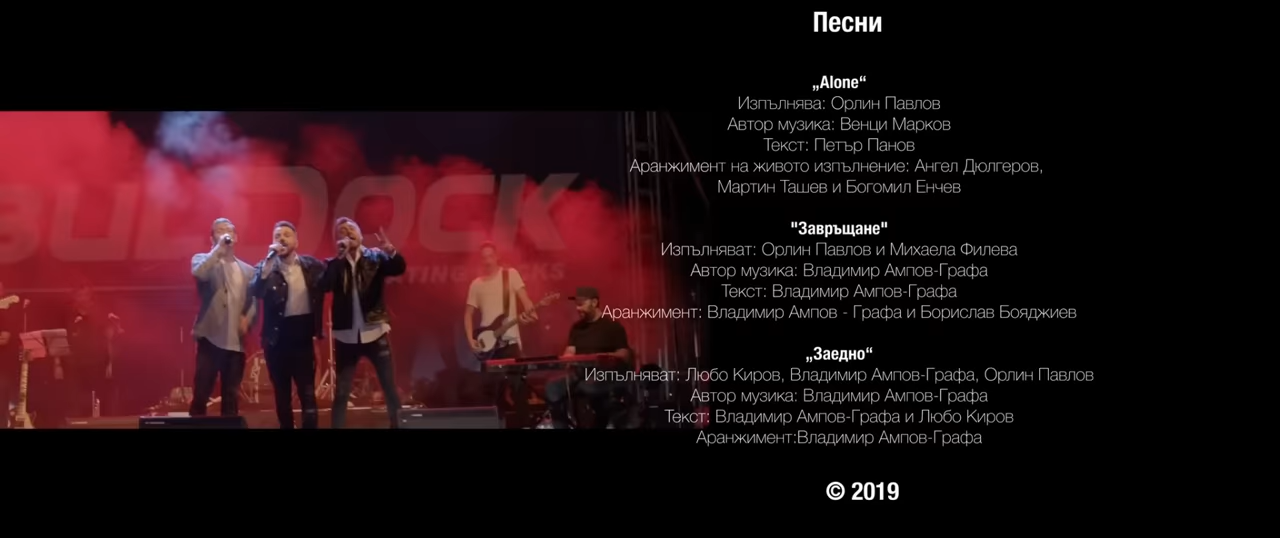 Песни
„Alone“
Изпълнява: Орлин Павлов
Автор музика: Венци Марков
Текст: Петър Панов
Аранжимент на живото изпълнение: Ангел Дюлгеров,
Мартин Ташев и Богомил Енчев
"Завръщане"
Изпълняват: Орлин Павлов и Михаела Филева
Автор музика: Владимир Ампов-Графа
Текст: Владимир Ампов-Графа
Аранжимент: Владимир Ампов - Графа и Борислав Бояджиев
„Заедно“
Изпълняват: Любо Киров, Владимир Ампов-Графа, Орлин Павлов
Автор музика: Владимир Ампов-Графа
Текст: Владимир Ампов-Графа и Любо Киров
Аранжимент:Владимир Ампов-Графа
© 2019